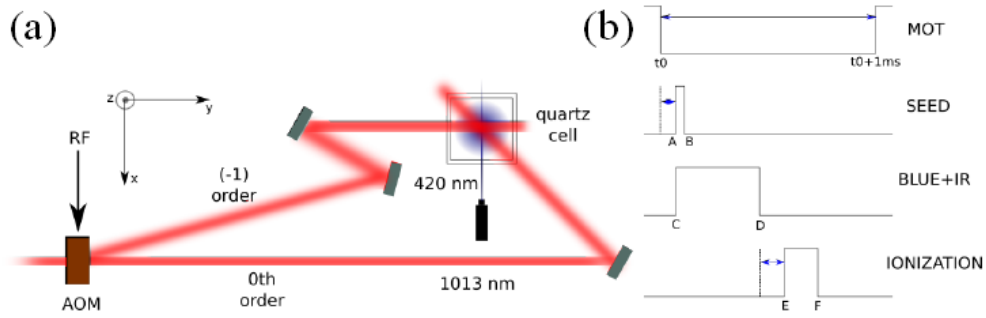 (a)
z
y
x
RF
(-1)
order
420 nm
quartz
cell
0th
order
1013 nm
AOM
(b)
MOT
t0
t0+1ms
SEED
A
B
BLUE+IR
C
D
IONIZATION
E
F